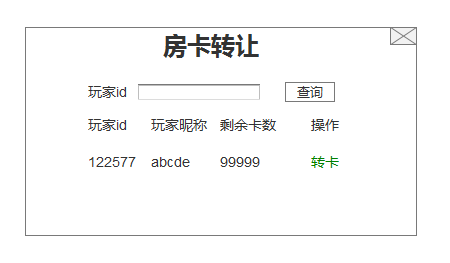 房卡转让
玩家id 查询
玩家id 玩家昵称 剩余卡数 操作
122577 abcde 99999 转卡